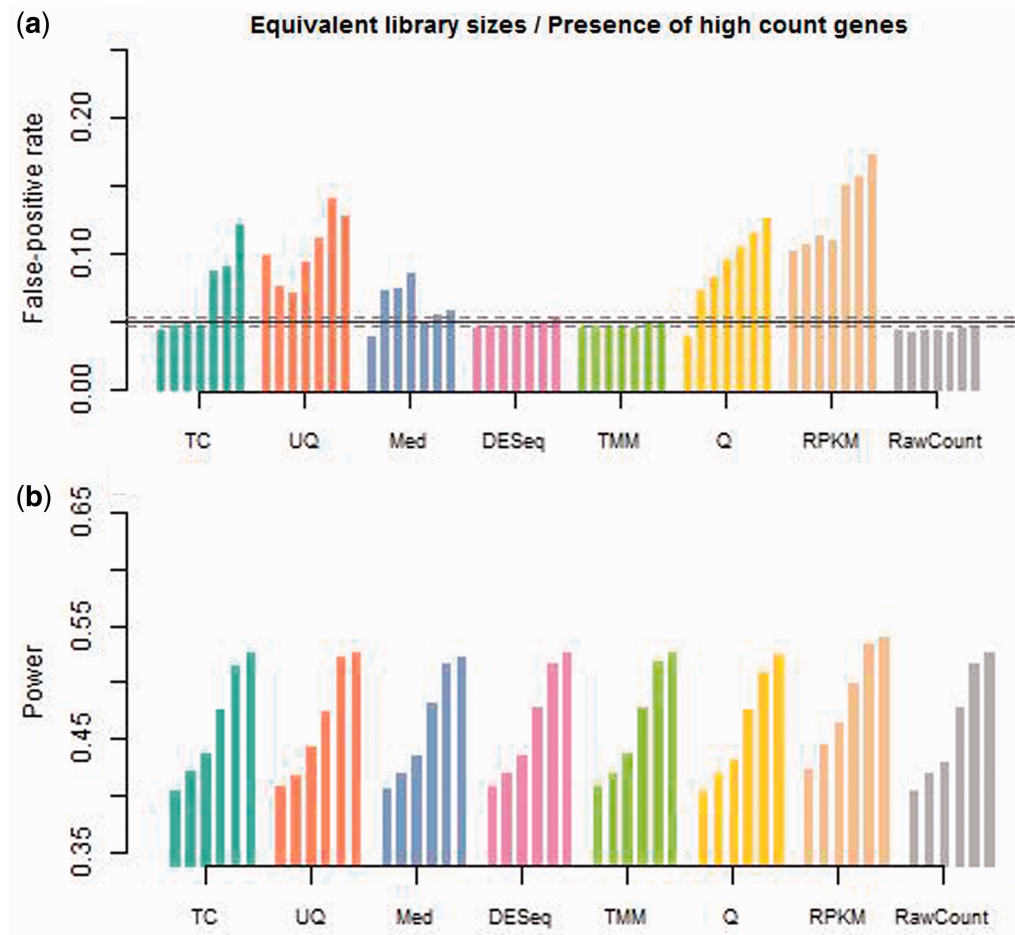 (a)
Equivalent library sizes / Presence of high count genes
False-positive rate
0.20
0.10
0.00
TC UQ Med DESeq TMM Q RPKM RawCount
(b)
Power
0.65
0.55
0.45
0.35
TC UQ Med DESeq TMM Q RPKM RawCount